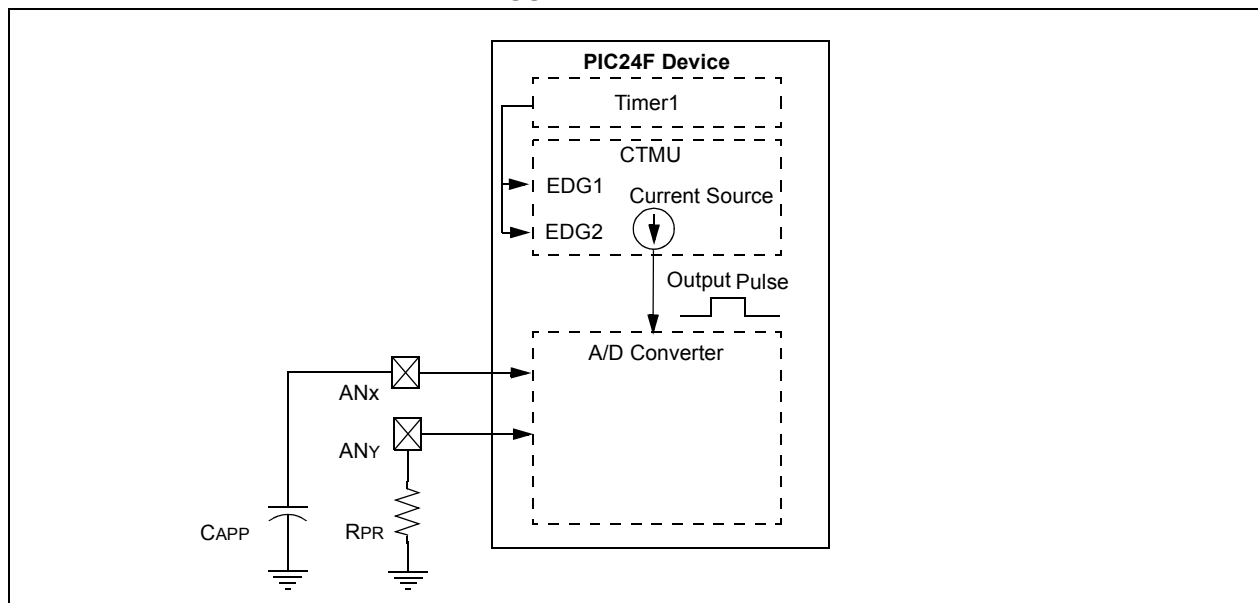 PIC24F Device
Timer1
CTMU
EDG1
Current Source
EDG2
Output Pulse
A/D Converter
ANX
ANY
CAPP
RPR